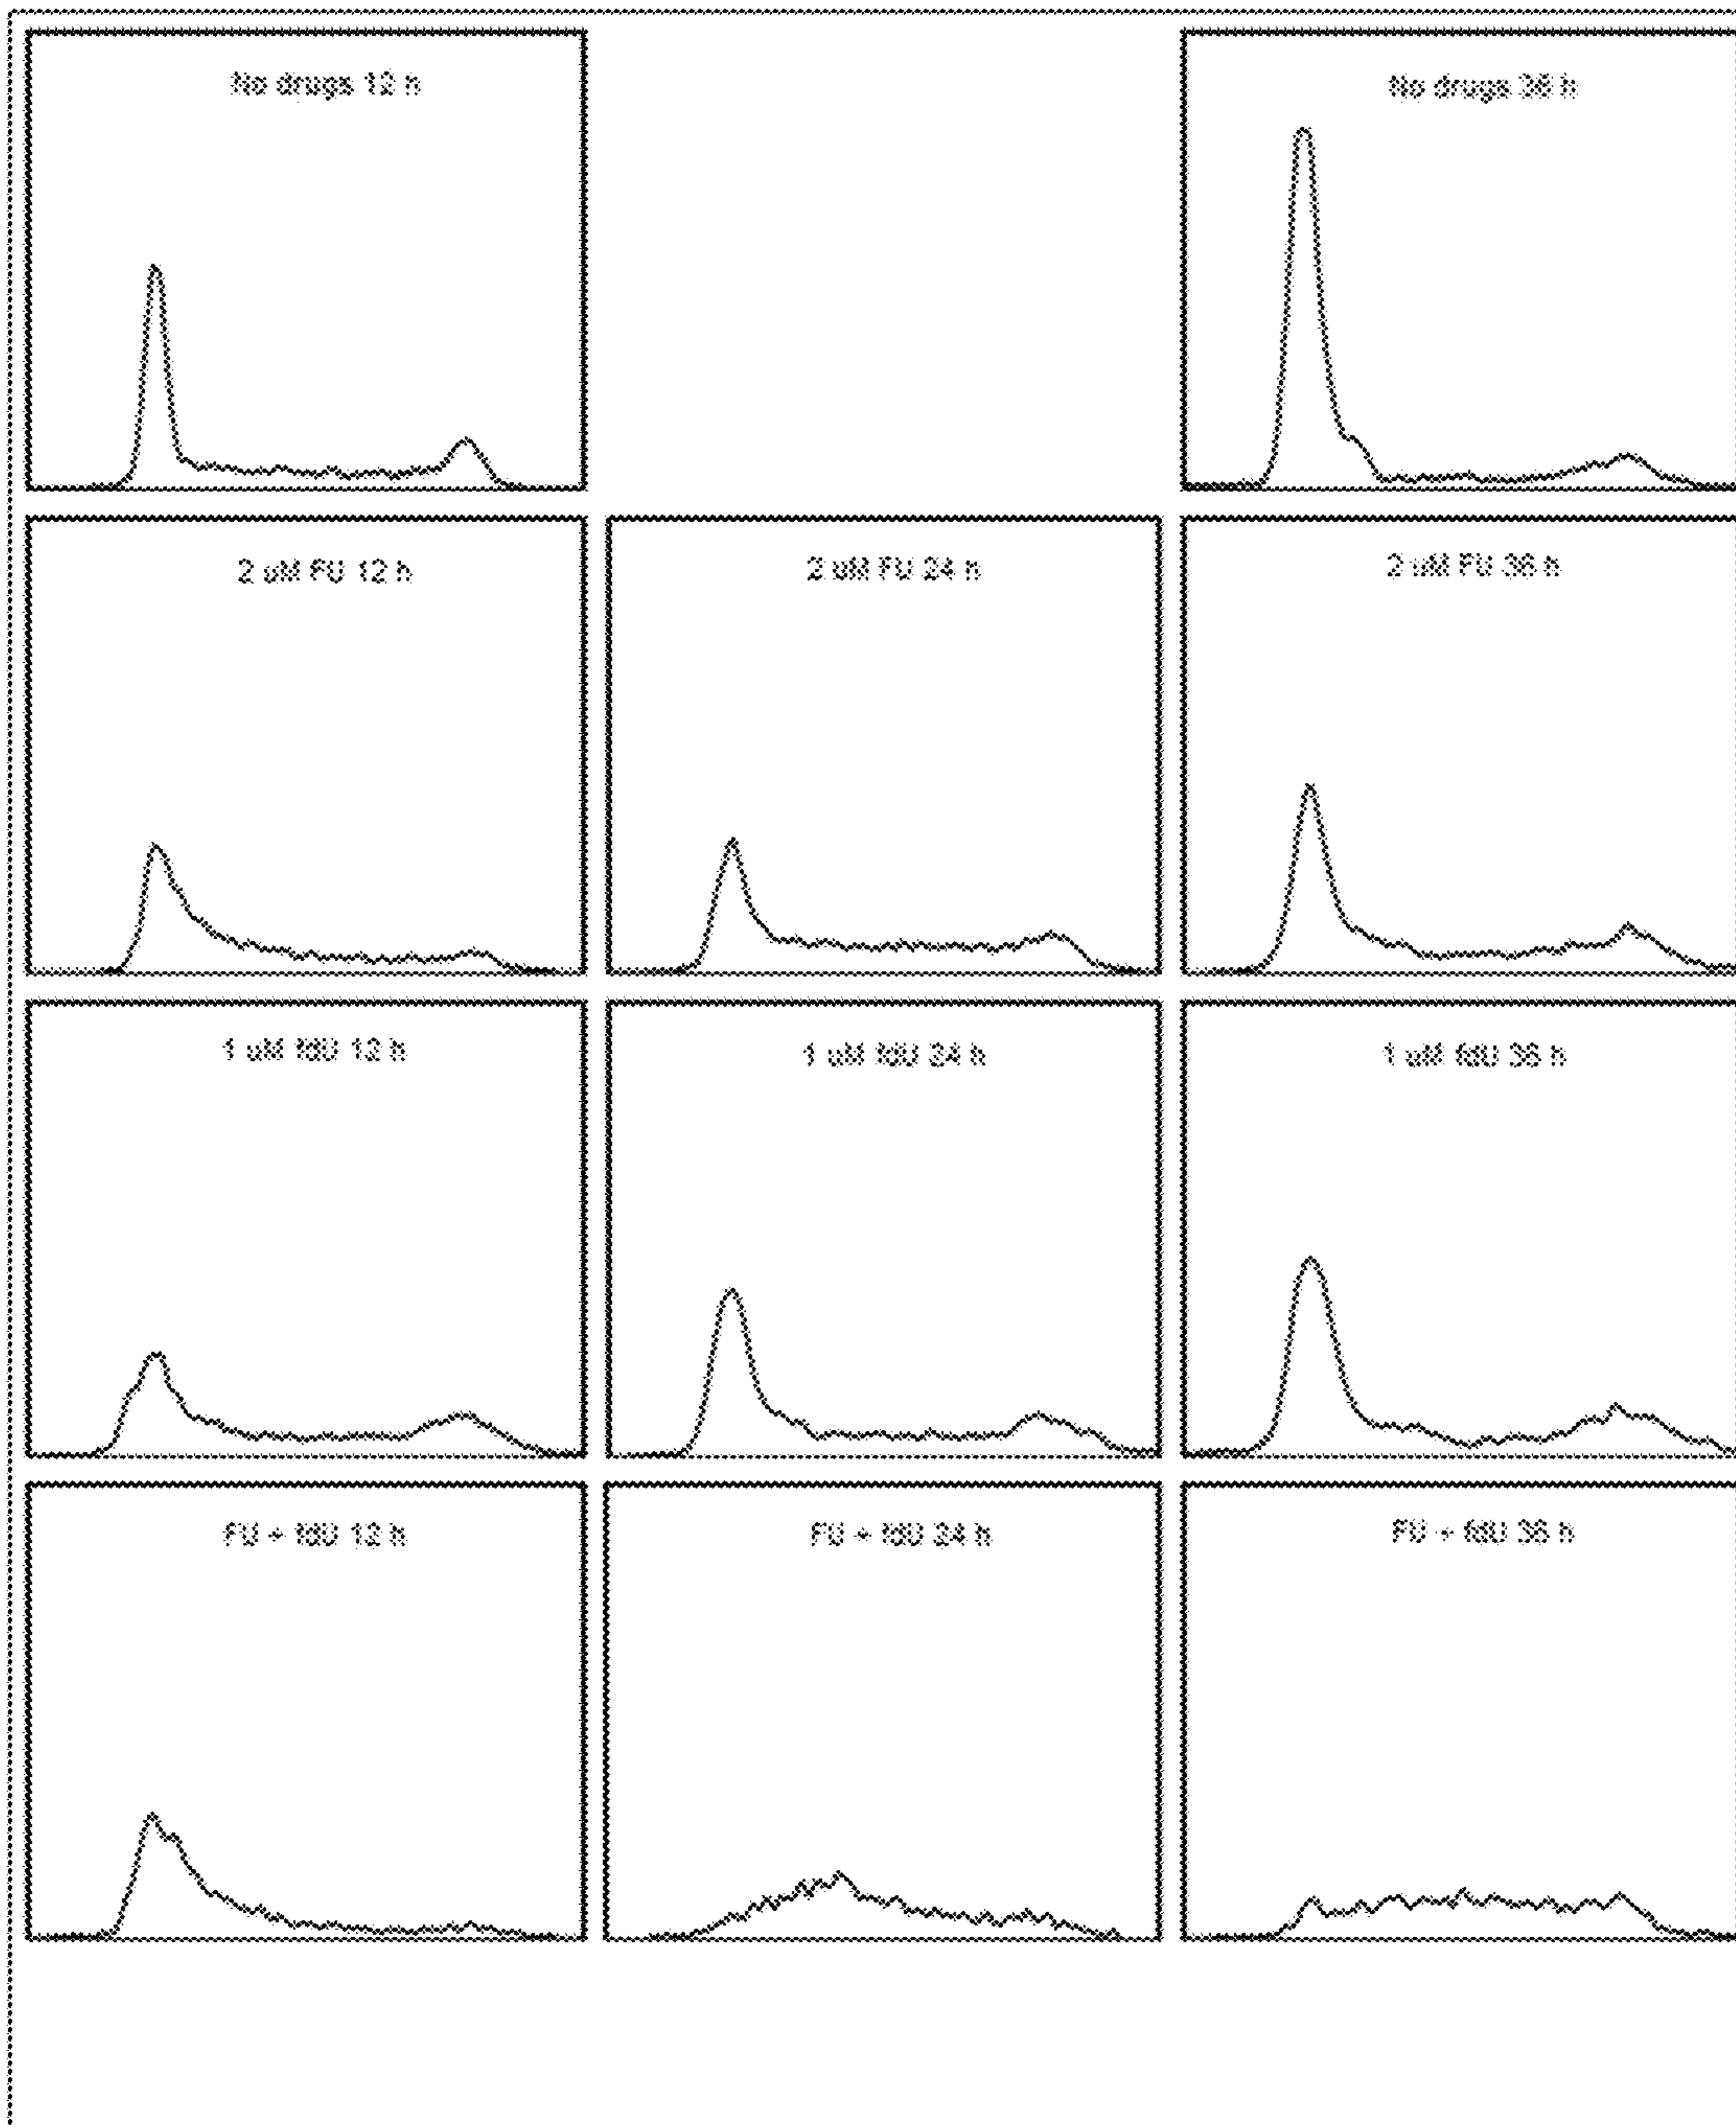 No drugs 12 h
No drugs 36 h
2 uM FU 12 h
2 uM FU 24 h
2 uM FU 36 h
1 uM fdU 12 h
1 uM fdU 24 h
1 uM fdU 36 h
FU + fdU 12 h
FU + fdU 24 h
FU + fdU 36 h